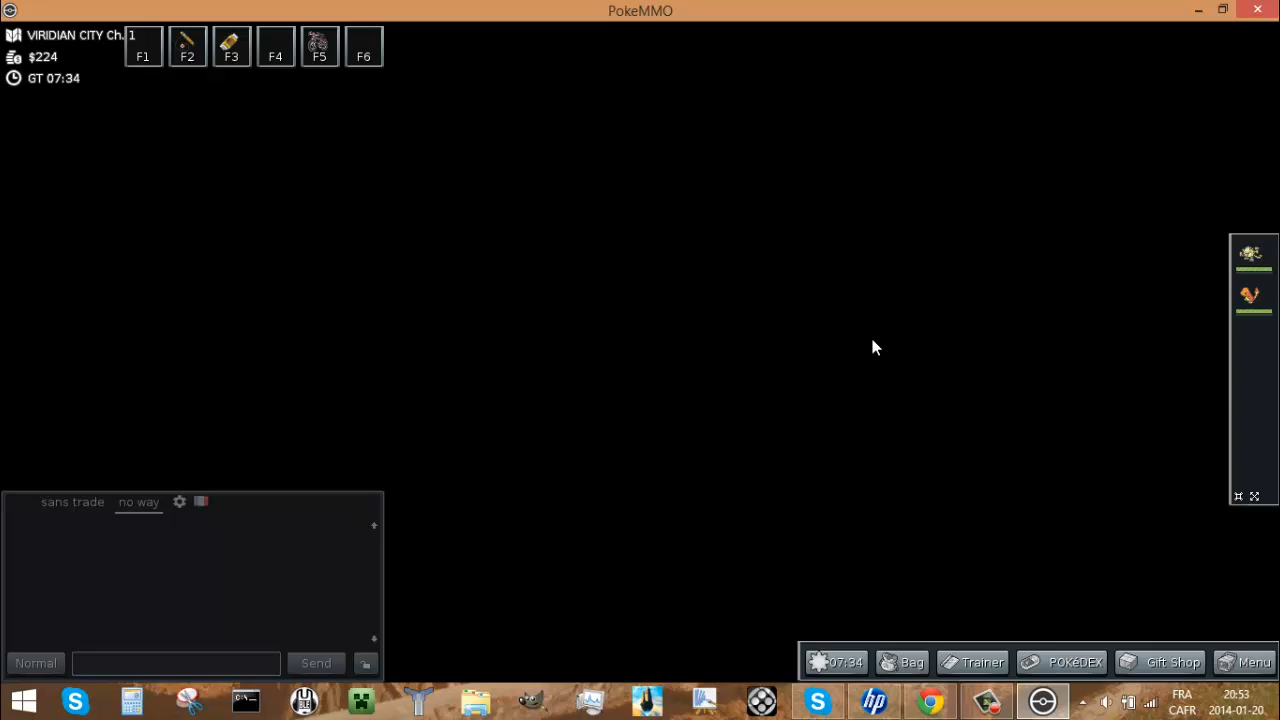 PokeMMO
VIRIDIAN CITY Ch. 1
$224
GT 07:34
F1 F2 F3 F4 F5 F6
sans trade no way
Normal Send
07:34 Bag Trainer POKéDEX Gift Shop Menu
FRA 20:53
CAFR 2014-01-20